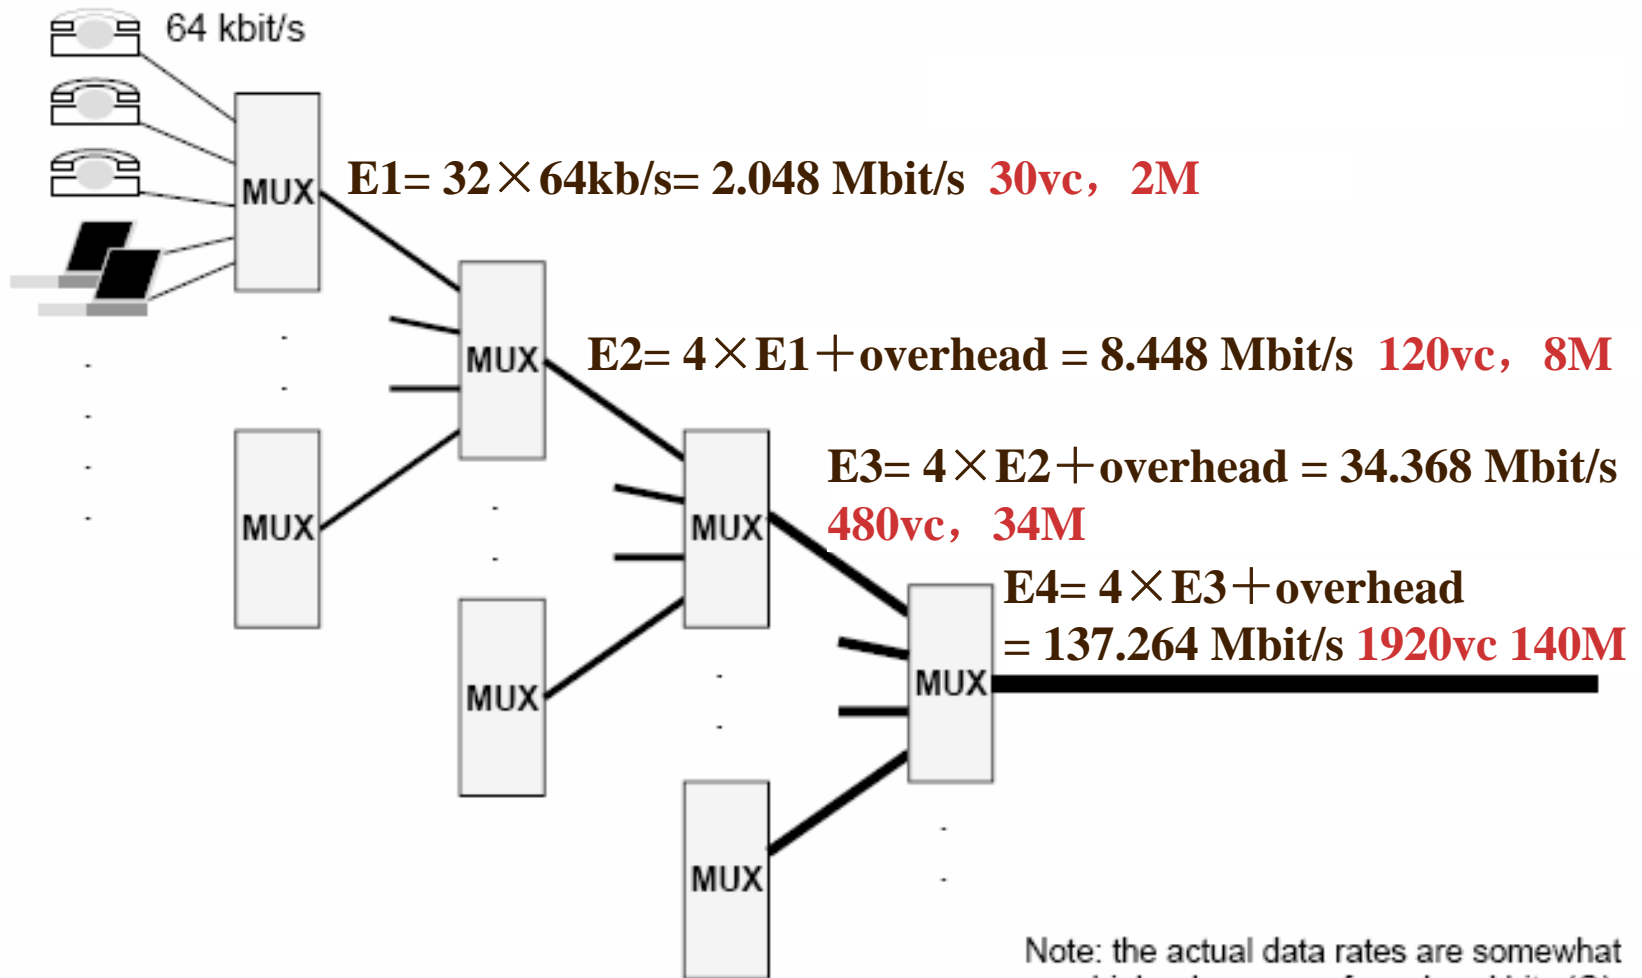 64 kbit/s
MUX
E1= 32×64kb/s= 2.048 Mbit/s 30vc，2M
MUX
E2= 4×E1＋overhead = 8.448 Mbit/s 120vc，8M
MUX
MUX
E3= 4×E2＋overhead = 34.368 Mbit/s
480vc，34M
MUX
MUX
E4= 4×E3＋overhead
= 137.264 Mbit/s 1920vc 140M
MUX
Note: the actual data rates are somewhat